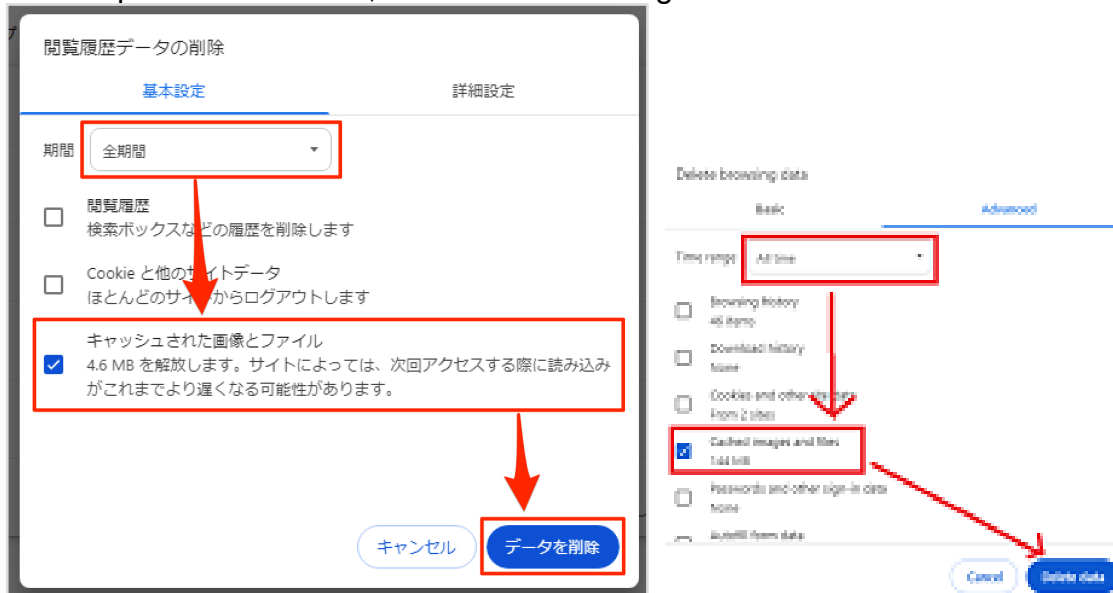 閲覧履歴データの削除
基本設定
詳細設定
期間
全期間
閲覧履歴
検索ボックスなどの履歴を削除します
Cookie と他のサイトデータ
ほとんどのサイトからログアウトします
キャッシュされた画像とファイル
4.6 MB を解放します。サイトによっては、次回アクセスする際に読み込み
がこれまでより遅くなる可能性があります。
キャンセル
データを削除
Delete browsing data
Basic
Advanced
Time range
All time
Browsing history
46 items
Download history
None
Cookies and other site data
From 2 sites
Cached images and files
MB
Passwords and other sign-in data
None
Autofill form data
Cancel
Delete data